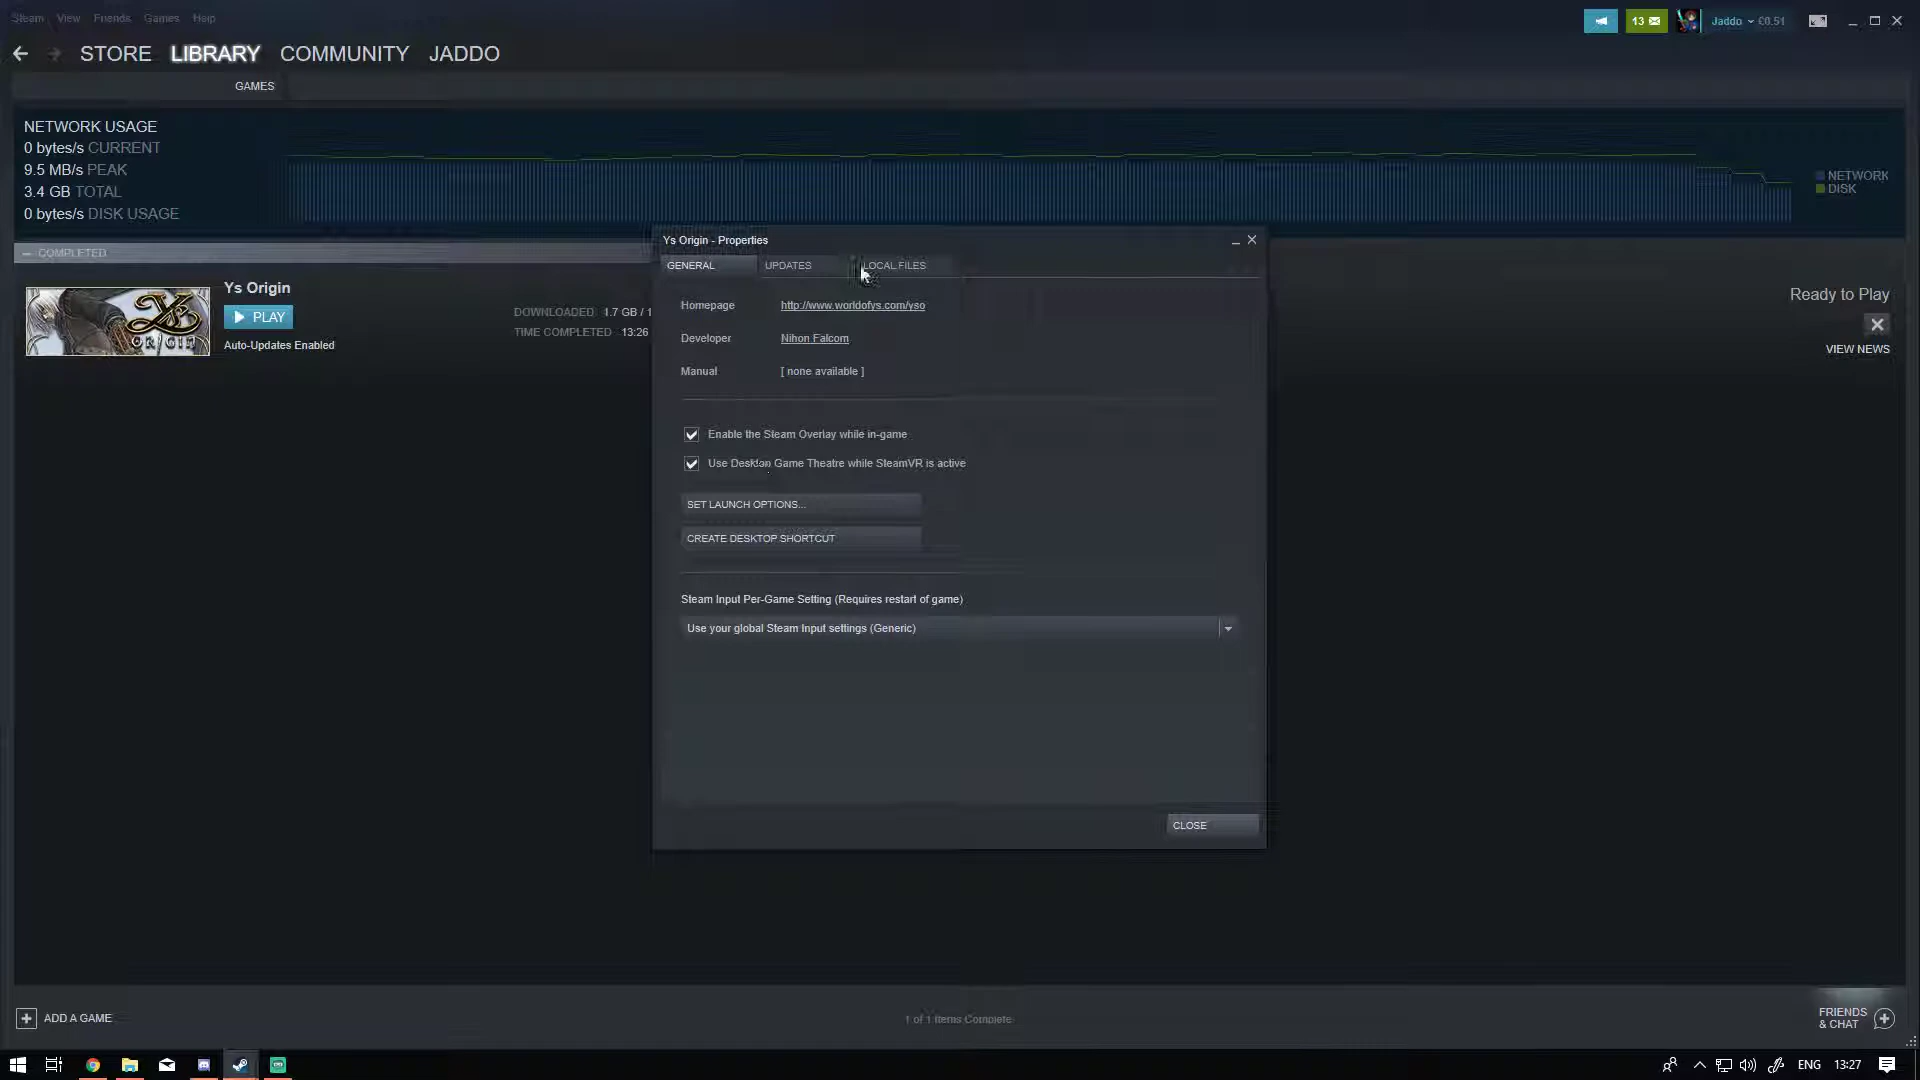 Steam View Friends Games Help
13
Jaddo £0.51
STORE LIBRARY COMMUNITY JADDO
GAMES
NETWORK USAGE
0 bytes/s CURRENT
9.5 MB/s PEAK
3.4 GB TOTAL
0 bytes/s DISK USAGE
NETWORK
DISK
COMPLETED
Ys Origin
PLAY
Auto-Updates Enabled
DOWNLOADED 1.7 GB / 1
TIME COMPLETED 13:26
Ys ORIGIN
Ready to Play
VIEW NEWS
Ys Origin - Properties
GENERAL UPDATES LOCAL FILES
Homepage http://www.worldofys.com/yso
Developer Nihon Falcom
Manual [ none available ]
Enable the Steam Overlay while in-game
Use Desktop Game Theatre while SteamVR is active
SET LAUNCH OPTIONS...
CREATE DESKTOP SHORTCUT
Steam Input Per-Game Setting (Requires restart of game)
Use your global Steam Input settings (Generic)
CLOSE
ADD A GAME
1 of 1 Items Complete
FRIENDS
& CHAT
ENG 13:27